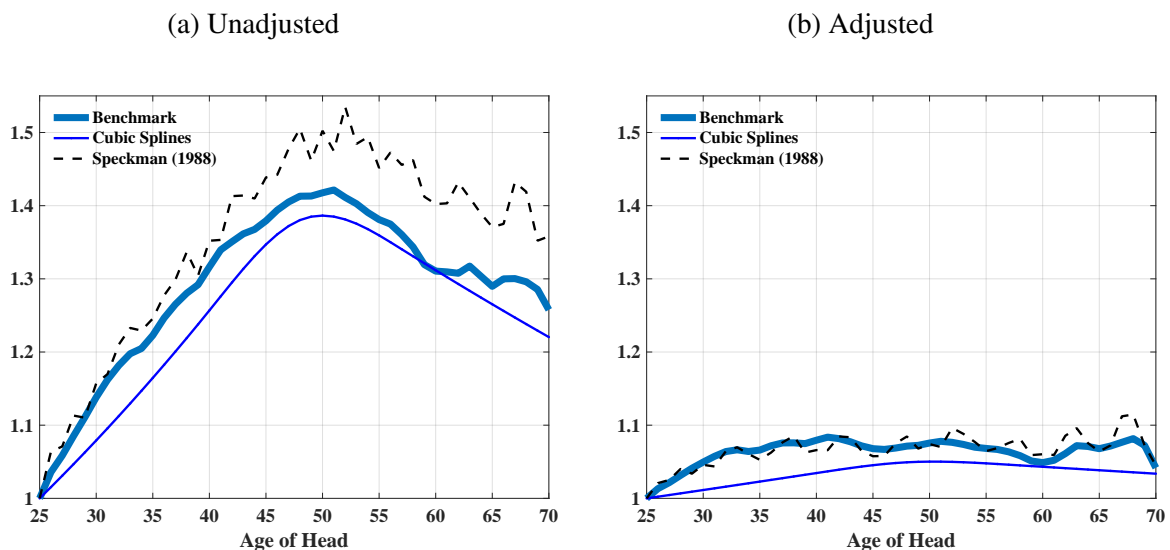 (a) Unadjusted
1.5
1.4
1.3
1.2
1.1
1
25 30 35 40 45 50 55 60 65 70
Age of Head
Benchmark
Cubic Splines
Speckman (1988)
(b) Adjusted
1.5
1.4
1.3
1.2
1.1
1
25 30 35 40 45 50 55 60 65 70
Age of Head
Benchmark
Cubic Splines
Speckman (1988)